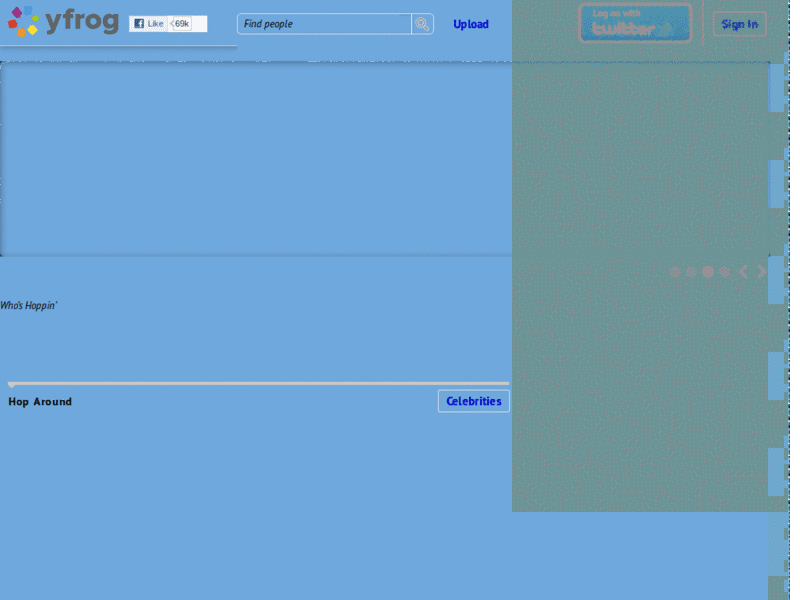 yfrog
Like 69k
Find people
Upload
Log on with
twitter
Sign In
Who's Hoppin'
Hop Around
Celebrities